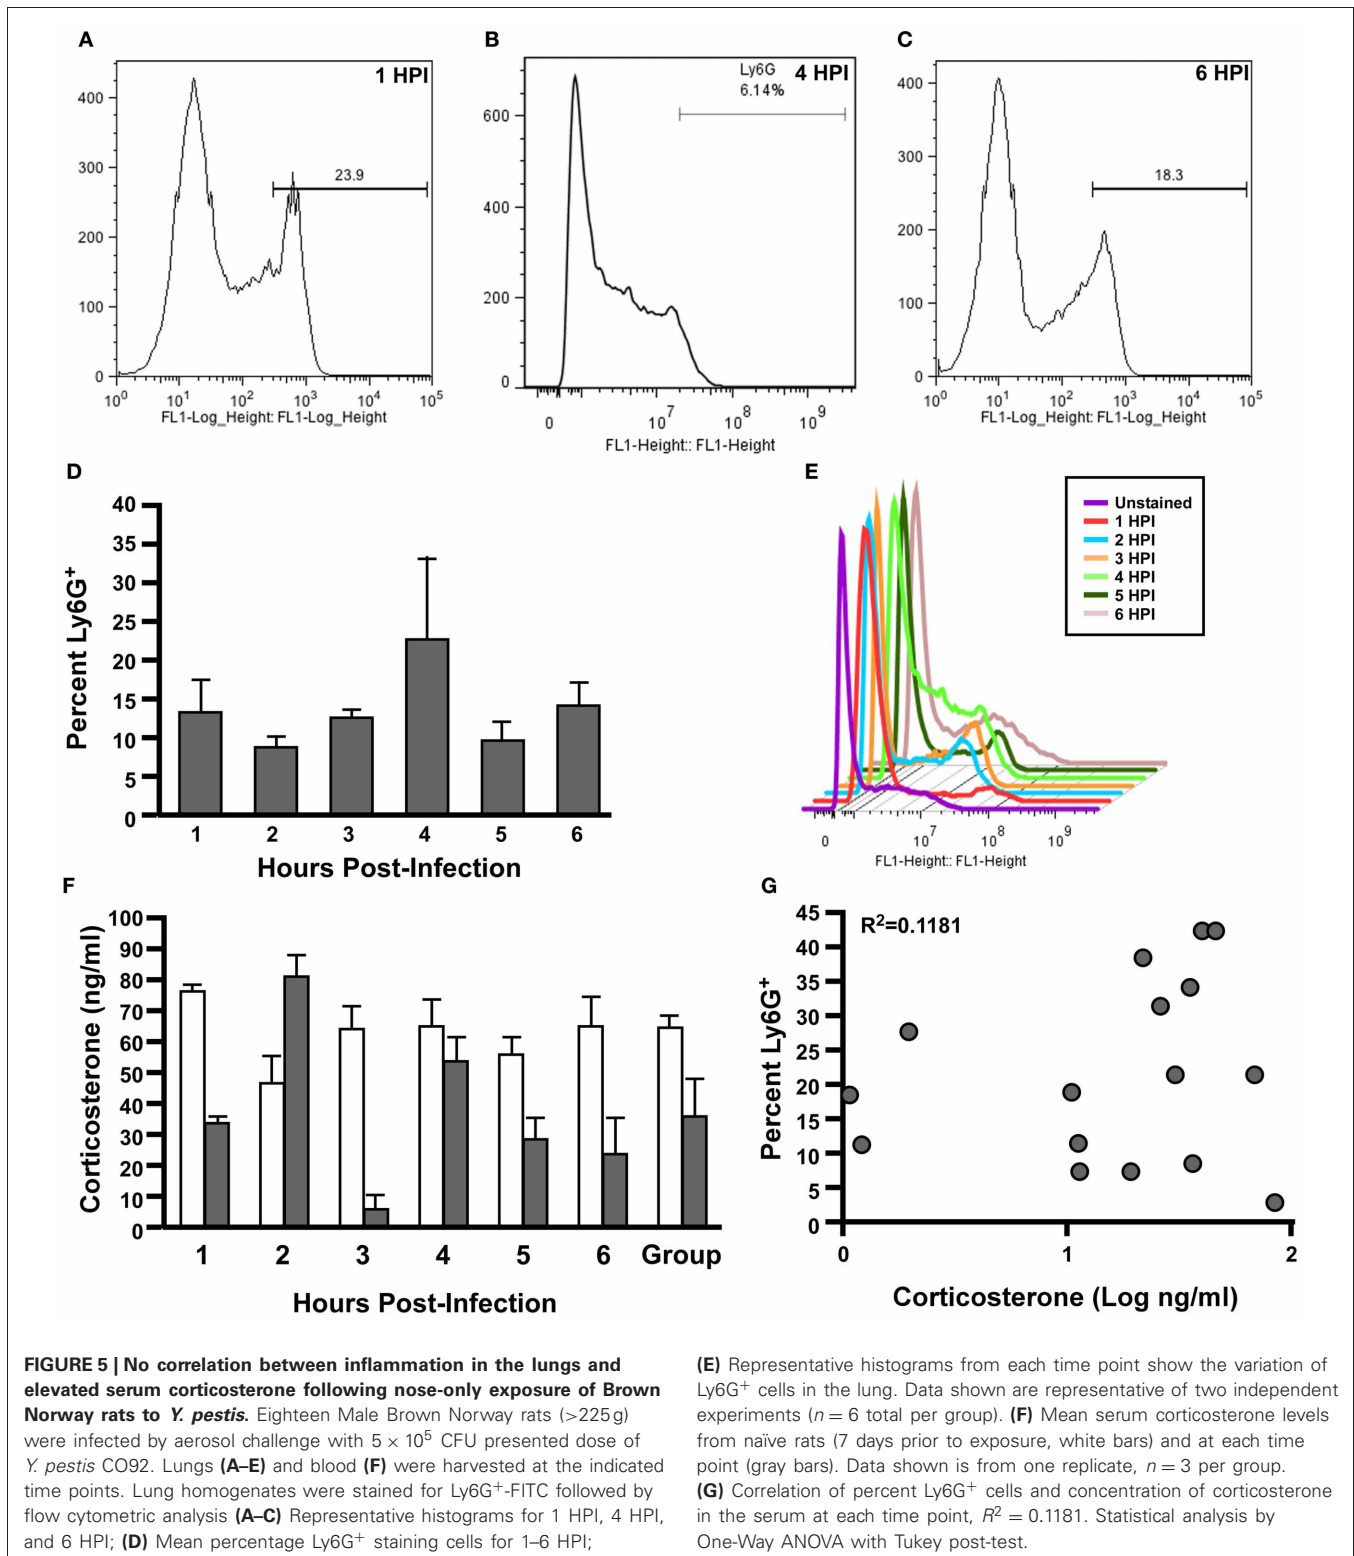 A
1 HPI
400
300
200
100
0
23.9
10^0 10^1 10^2 10^3 10^4 10^5
FL1-Log_Height: FL1-Log_Height
B
Ly6G
6.14%
4 HPI
600
400
200
0
0 10^7 10^8 10^9
FL1-Height:: FL1-Height
C
6 HPI
400
300
200
100
0
18.3
10^0 10^1 10^2 10^3 10^4 10^5
FL1-Log_Height: FL1-Log_Height
D
Percent Ly6G+
40
35
30
25
20
15
10
5
0
1 2 3 4 5 6
Hours Post-Infection
E
Unstained
1 HPI
2 HPI
3 HPI
4 HPI
5 HPI
6 HPI
0 10^7 10^8 10^9
FL1-Height:: FL1-Height
F
Corticosterone (ng/ml)
100
90
80
70
60
50
40
30
20
10
0
1 2 3 4 5 6 Group
Hours Post-Infection
G
R²=0.1181
Percent Ly6G+
45
40
35
30
25
20
15
10
5
0
0 1 2
Corticosterone (Log ng/ml)
FIGURE 5 | No correlation between inflammation in the lungs and
elevated serum corticosterone following nose-only exposure of Brown
Norway rats to Y. pestis. Eighteen Male Brown Norway rats (>225 g)
were infected by aerosol challenge with 5 × 10^5 CFU presented dose of
Y. pestis CO92. Lungs (A–E) and blood (F) were harvested at the indicated
time points. Lung homogenates were stained for Ly6G+-FITC followed by
flow cytometric analysis (A–C) Representative histograms for 1 HPI, 4 HPI,
and 6 HPI; (D) Mean percentage Ly6G+ staining cells for 1–6 HPI;
(E) Representative histograms from each time point show the variation of
Ly6G+ cells in the lung. Data shown are representative of two independent
experiments (n = 6 total per group). (F) Mean serum corticosterone levels
from naïve rats (7 days prior to exposure, white bars) and at each time
point (gray bars). Data shown is from one replicate, n = 3 per group.
(G) Correlation of percent Ly6G+ cells and concentration of corticosterone
in the serum at each time point, R² = 0.1181. Statistical analysis by
One-Way ANOVA with Tukey post-test.